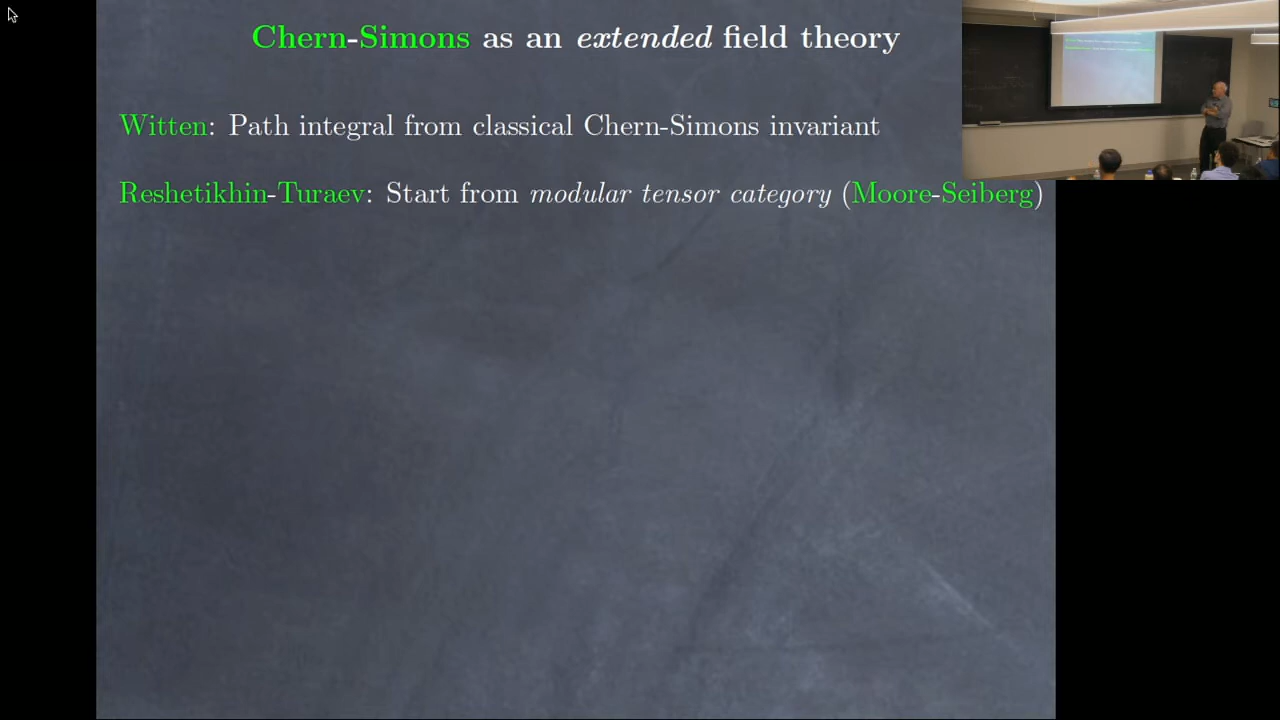 Chern-Simons as an extended field theory
Witten: Path integral from classical Chern-Simons invariant
Reshetikhin-Turaev: Start from modular tensor category (Moore-Seiberg)